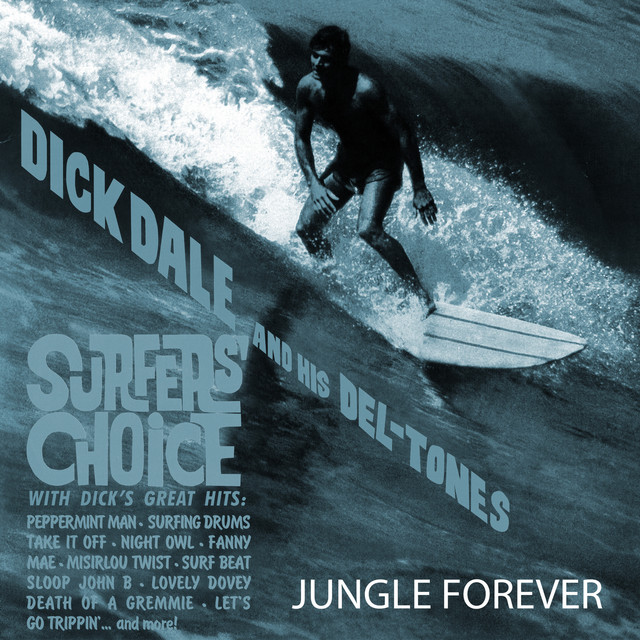 DICK DALE
AND HIS DEL-TONES
SURFERS'
CHOICE
WITH DICK'S GREAT HITS:
PEPPERMINT MAN • SURFING DRUMS
TAKE IT OFF • NIGHT OWL • FANNY
MAE • MISIRLOU TWIST • SURF BEAT
SLOOP JOHN B • LOVELY DOVEY
DEATH OF A GREMMIE • LET'S
GO TRIPPIN'... and more!
JUNGLE FOREVER